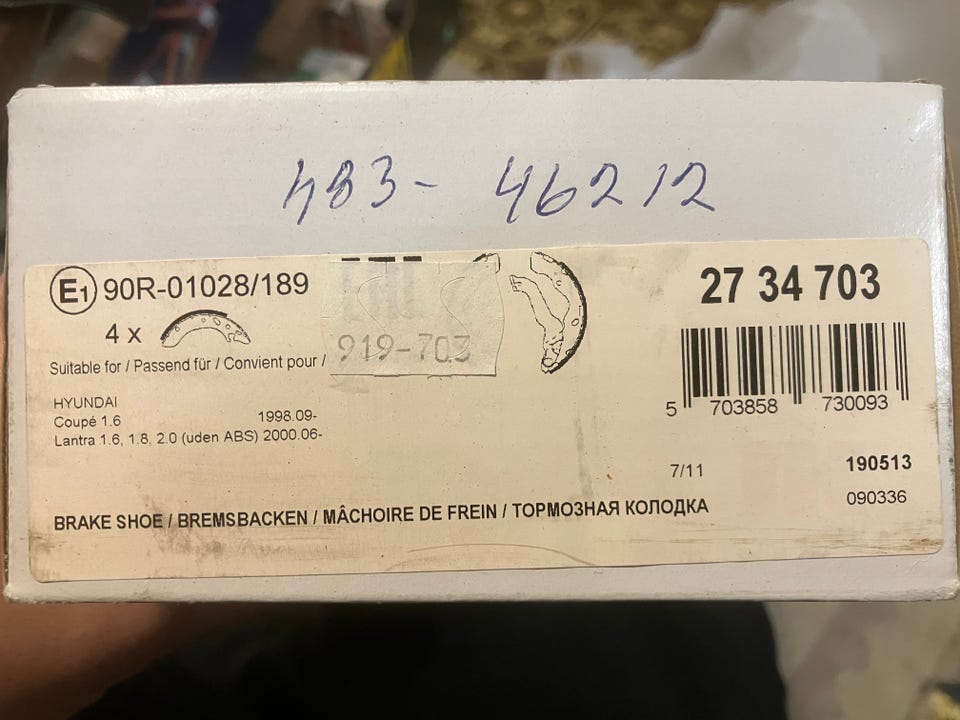 483- 46212
E1 90R-01028/189
27 34 703
4 x
919-703
Suitable for / Passend für / Convient pour /
HYUNDAI
Coupé 1.6 1998.09-
Lantra 1.6, 1.8, 2.0 (uden ABS) 2000.06-
5 703858 730093
7/11 190513
090336
BRAKE SHOE / BREMSBACKEN / MÂCHOIRE DE FREIN / ТОРМОЗНАЯ КОЛОДКА